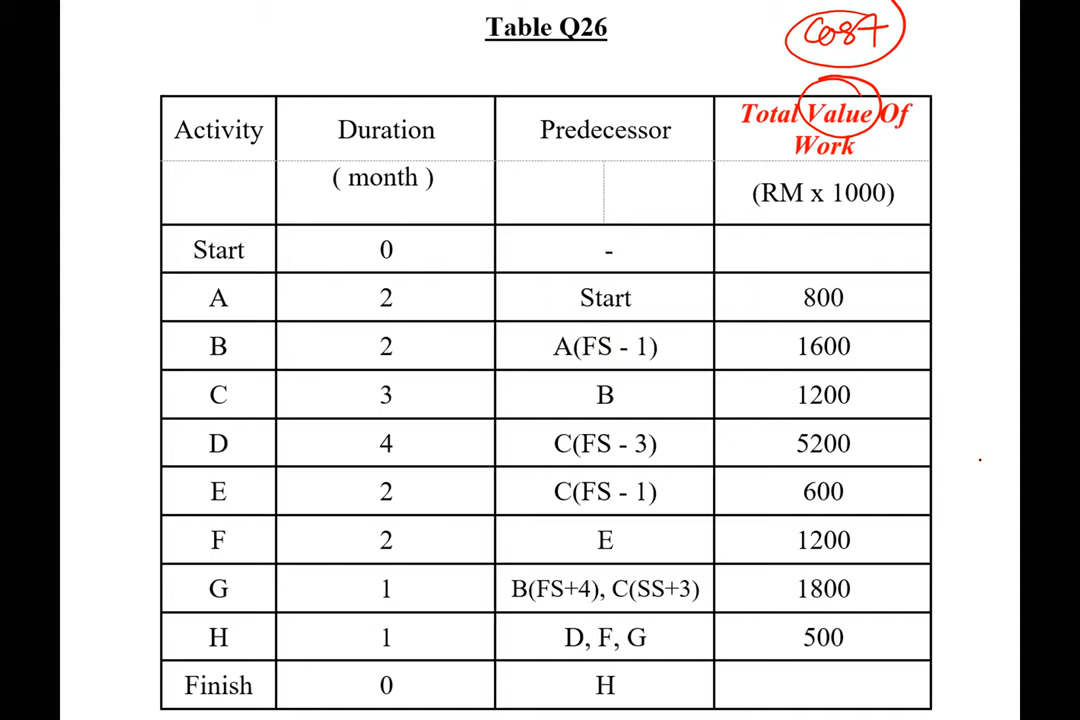 Table Q26
Cost
Activity Duration Predecessor Total Value Of
Work
( month ) (RM x 1000)
Start 0 -
A 2 Start 800
B 2 A(FS - 1) 1600
C 3 B 1200
D 4 C(FS - 3) 5200
E 2 C(FS - 1) 600
F 2 E 1200
G 1 B(FS+4), C(SS+3) 1800
H 1 D, F, G 500
Finish 0 H